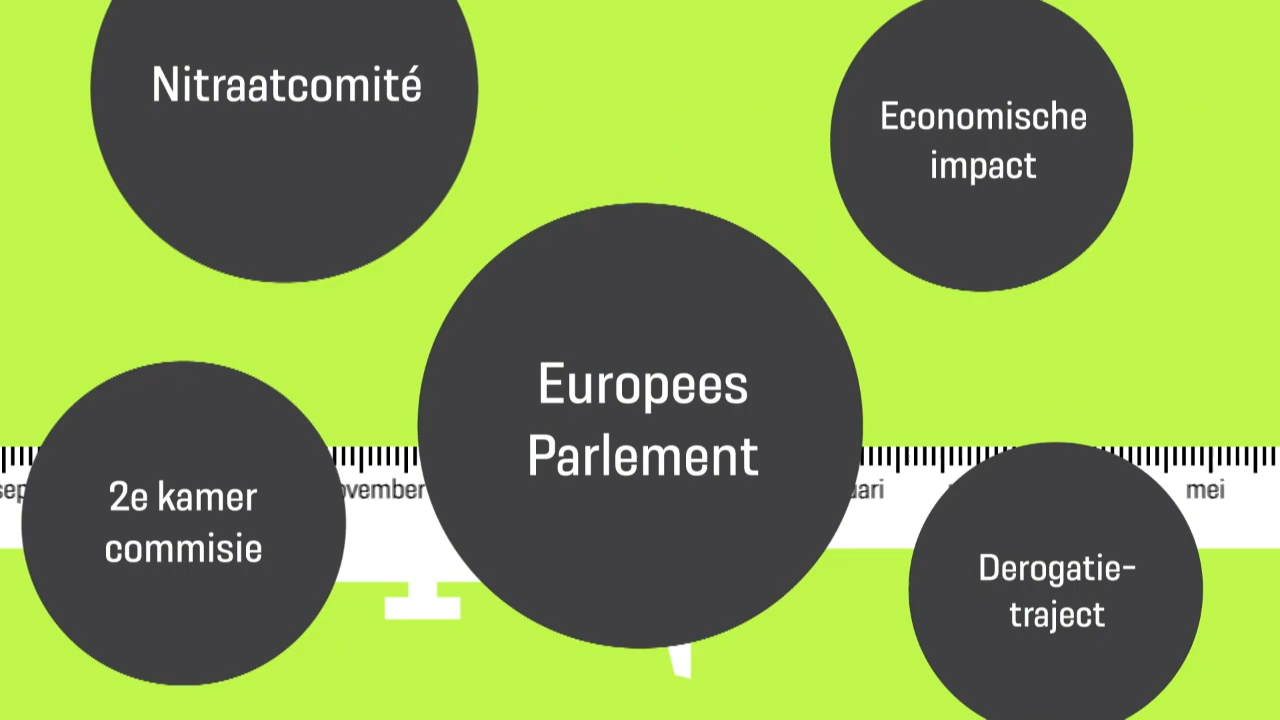 Nitraatcomité
Economische
impact
Europees
Parlement
2e kamer
commisie
mei
Derogatie-
traject